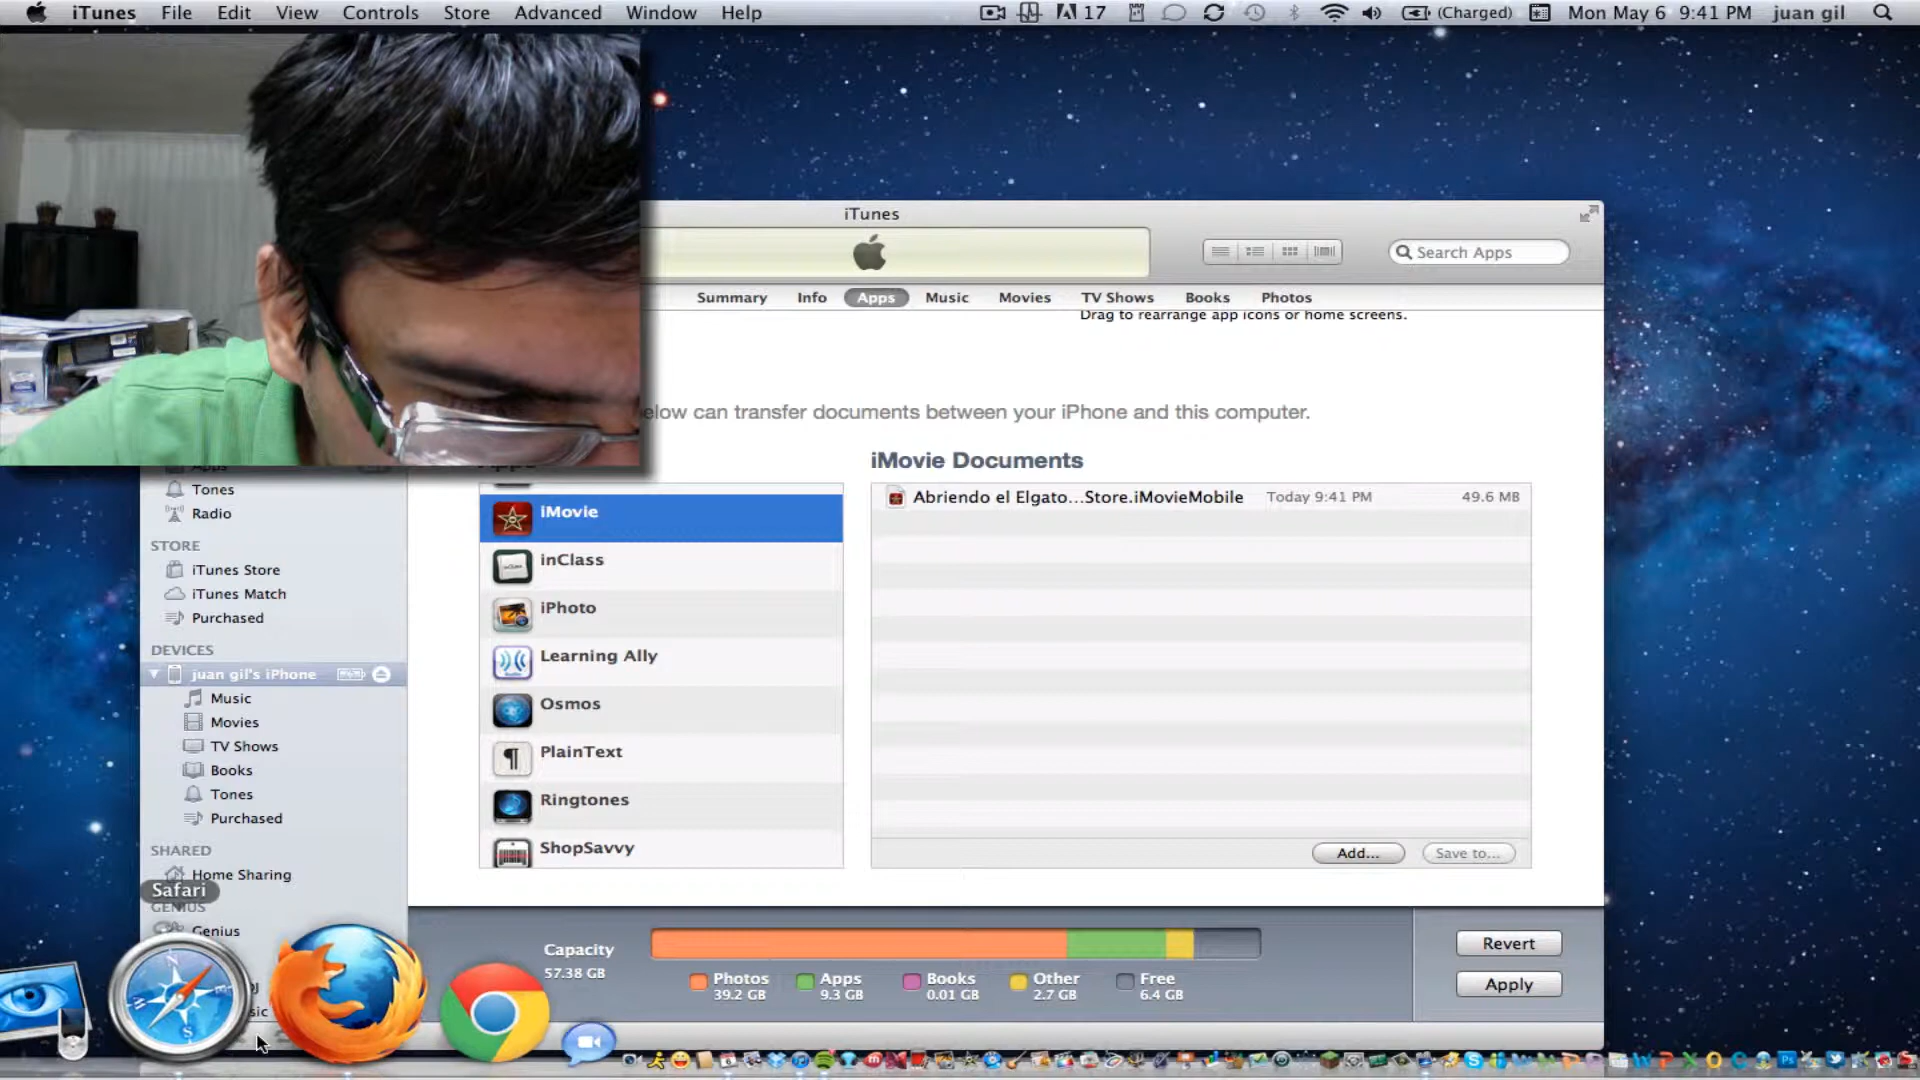 iTunes File Edit View Controls Store Advanced Window Help 17 (Charged) Mon May 6 9:41 PM juan gil
iTunes
Search Apps
Summary Info Apps Music Movies TV Shows Books Photos
Drag to rearrange app icons or home screens.
elow can transfer documents between your iPhone and this computer.
iMovie Documents
Abriendo el Elgato...Store.iMovieMobile Today 9:41 PM 49.6 MB
Add... Save to...
iMovie
inClass
iPhoto
Learning Ally
Osmos
PlainText
Ringtones
ShopSavvy
Apps
Tones
Radio
STORE
iTunes Store
iTunes Match
Purchased
DEVICES
juan gil's iPhone
Music
Movies
TV Shows
Books
Tones
Purchased
SHARED
Home Sharing
Safari
GENIUS
Genius
Capacity
57.38 GB
Photos Apps Books Other Free
39.2 GB 9.3 GB 0.01 GB 2.7 GB 6.4 GB
Revert
Apply